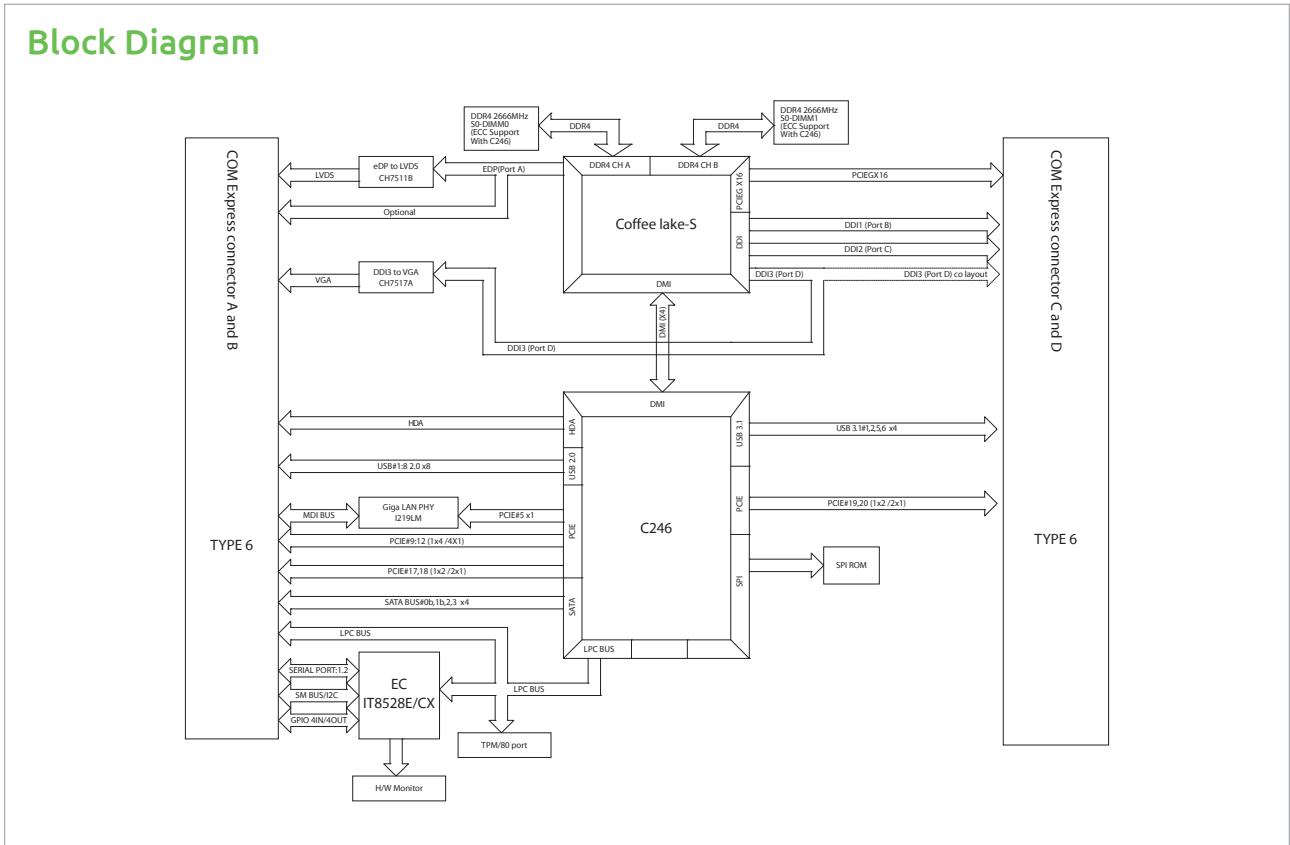 Block Diagram
DDR4 2666MHz
S0-DIMM0
(ECC Support
With C246)
DDR4
DDR4
DDR4 2666MHz
S0-DIMM1
(ECC Support
With C246)
COM Express connector A and B
TYPE 6
LVDS
eDP to LVDS
CH7511B
EDP(Port A)
Optional
VGA
DDI3 to VGA
CH7517A
DDI3 (Port D)
DDR4 CH A
DDR4 CH B
PCIEG X16
DDI
Coffee lake-S
DMI
PCIEGX16
DDI1 (Port B)
DDI2 (Port C)
DDI3 (Port D)
DDI3 (Port D) co layout
COM Express connector C and D
TYPE 6
DMI (X4)
DMI
HDA
USB 2.0
PCIE
SATA
LPC BUS
C246
USB 3.1
PCIE
SPI
HDA
USB#1:8 2.0 x8
MDI BUS
Giga LAN PHY
I219LM
PCIE#5 x1
PCIE#9:12 (1x4 /4X1)
PCIE#17,18 (1x2 /2x1)
SATA BUS#0b,1b,2,3 x4
LPC BUS
USB 3.1#1,2,5,6 x4
PCIE#19,20 (1x2 /2x1)
SPI ROM
SERIAL PORT:1.2
SM BUS/I2C
GPIO 4IN/4OUT
EC
IT8528E/CX
LPC BUS
TPM/80 port
H/W Monitor